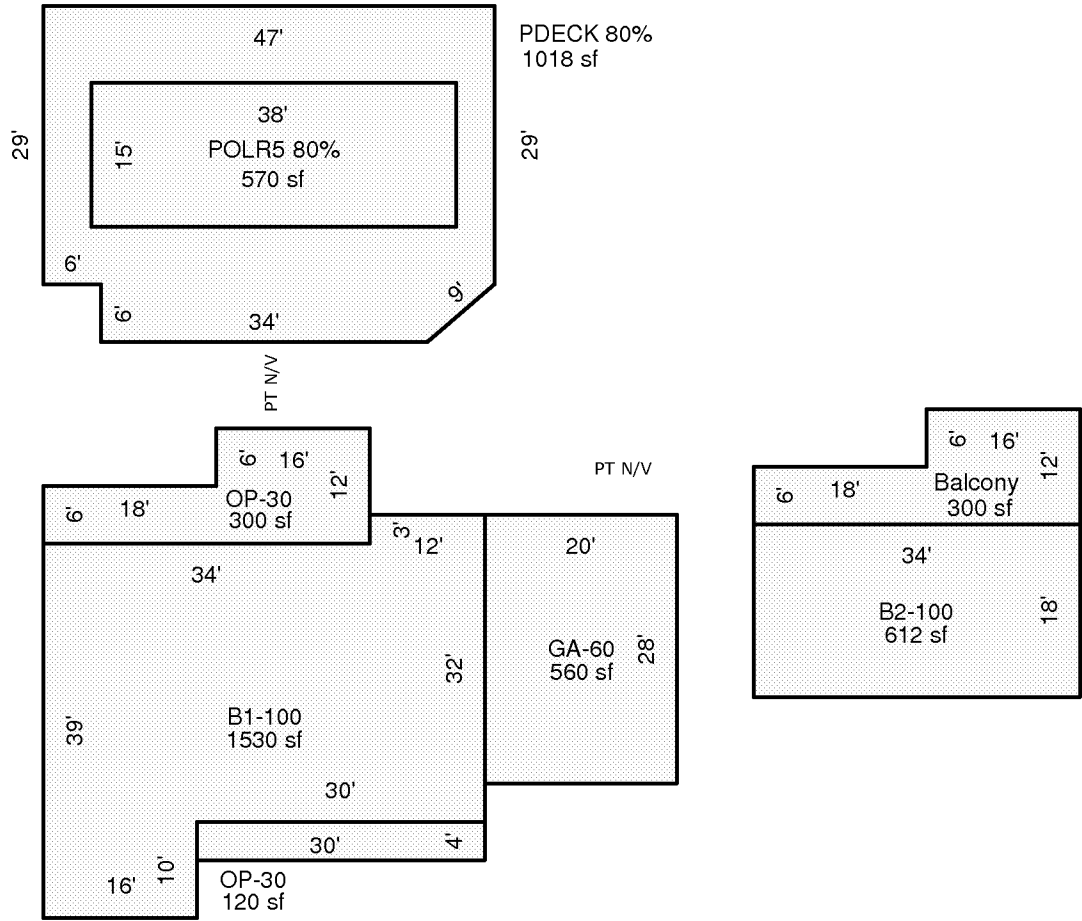 47'
PDECK 80%
1018 sf
29'
38'
15'
POLR5 80%
570 sf
29'
6'
6'
34'
9'
PT N/V
6'
16'
12'
6'
18'
OP-30
300 sf
PT N/V
6'
16'
12'
6'
18'
Balcony
300 sf
3'
12'
20'
34'
34'
B2-100
612 sf
18'
32'
GA-60
560 sf
28'
39'
B1-100
1530 sf
30'
30'
4'
16'
10'
OP-30
120 sf